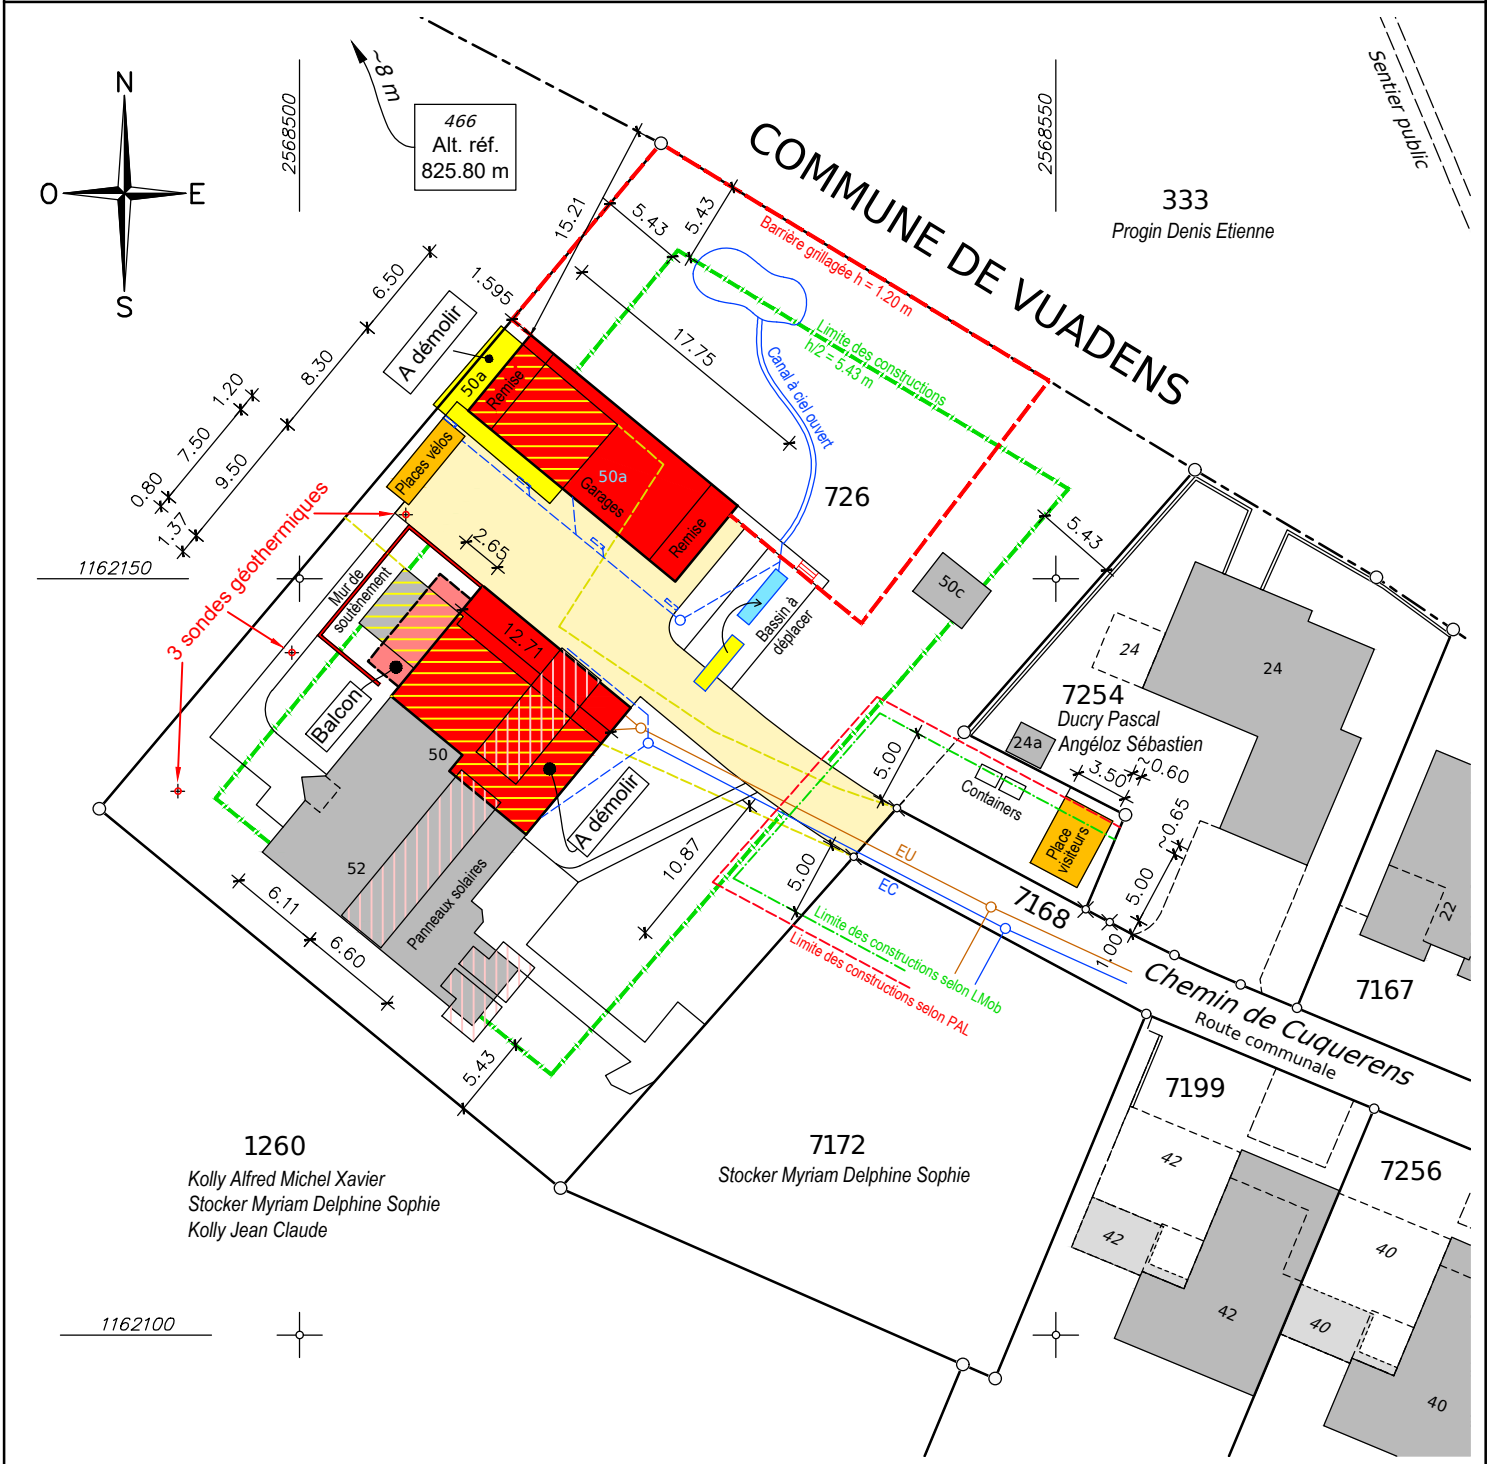 N
O
E
S
2568500
~8 m
466
Alt. réf.
825.80 m
2568550
Sentier public
COMMUNE DE VUADENS
333
Progin Denis Etienne
15.21
5.43
5.43
Barrière grillagée h = 1.20 m
6.50
8.30
1.595
A démolir
50a
Remise
17.75
Limite des constructions
h/2 = 5.43 m
Canal à ciel ouvert
1.20
7.50
0.80
9.50
1.37
Places vélos
50a
Garages
Remise
726
3 sondes géothermiques
1162150
2.65
Mur de
soutènement
12.71
Balcon
Bassin à
déplacer
50c
5.43
24
24
7254
Ducry Pascal
Angéloz Sébastien
24a
3.50
~0.60
Containers
Place
visiteurs
~0.65
5.00
5.00
50
A démolir
52
Panneaux solaires
10.87
5.00
EU
EC
7168
1.00
22
7167
6.11
6.60
Limite des constructions selon LMob
Limite des constructions selon PAL
Chemin de Cuquerens
Route communale
5.43
7199
1260
Kolly Alfred Michel Xavier
Stocker Myriam Delphine Sophie
Kolly Jean Claude
7172
Stocker Myriam Delphine Sophie
42
42
42
7256
40
40
40
1162100